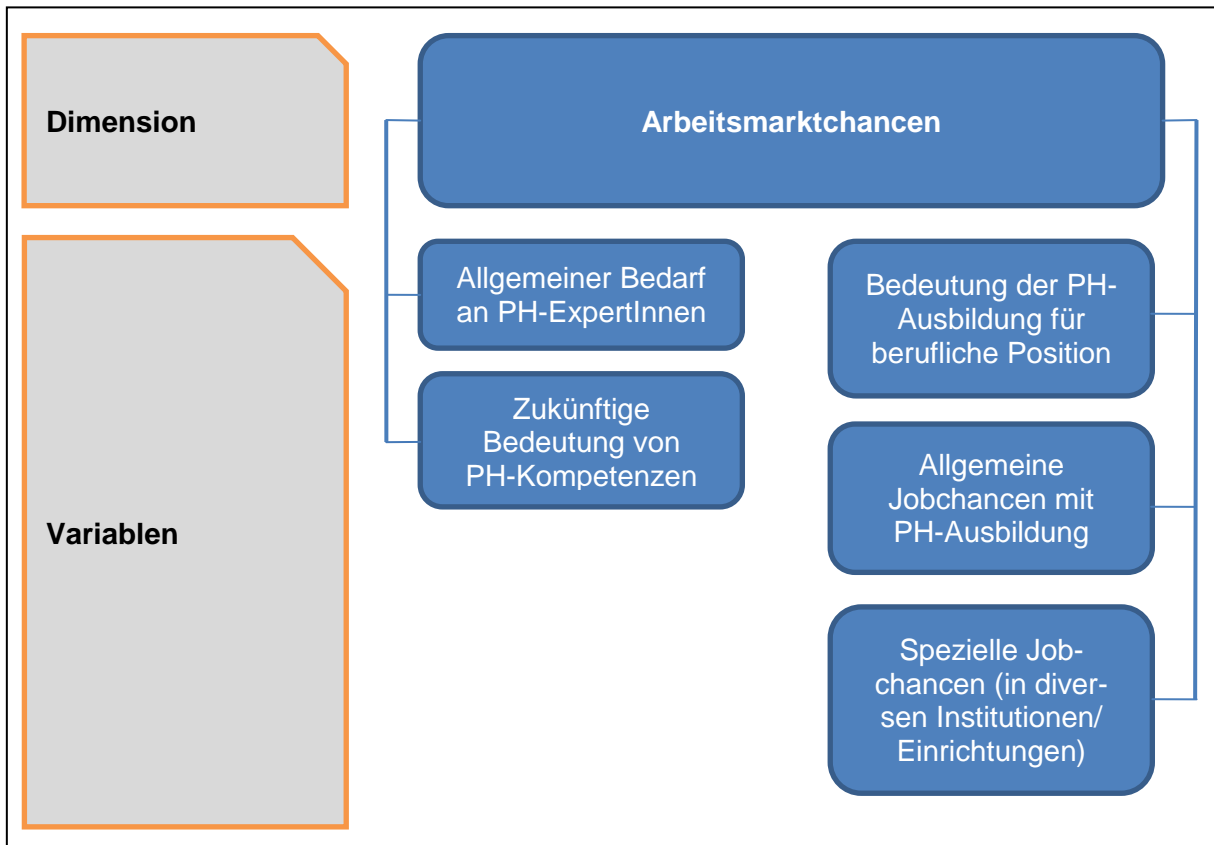 Dimension
Arbeitsmarktchancen
Variablen
Allgemeiner Bedarf
an PH-ExpertInnen
Zukünftige
Bedeutung von
PH-Kompetenzen
Bedeutung der PH-
Ausbildung für
berufliche Position
Allgemeine
Jobchancen mit
PH-Ausbildung
Spezielle Job-
chancen (in diver-
sen Institutionen/
Einrichtungen)